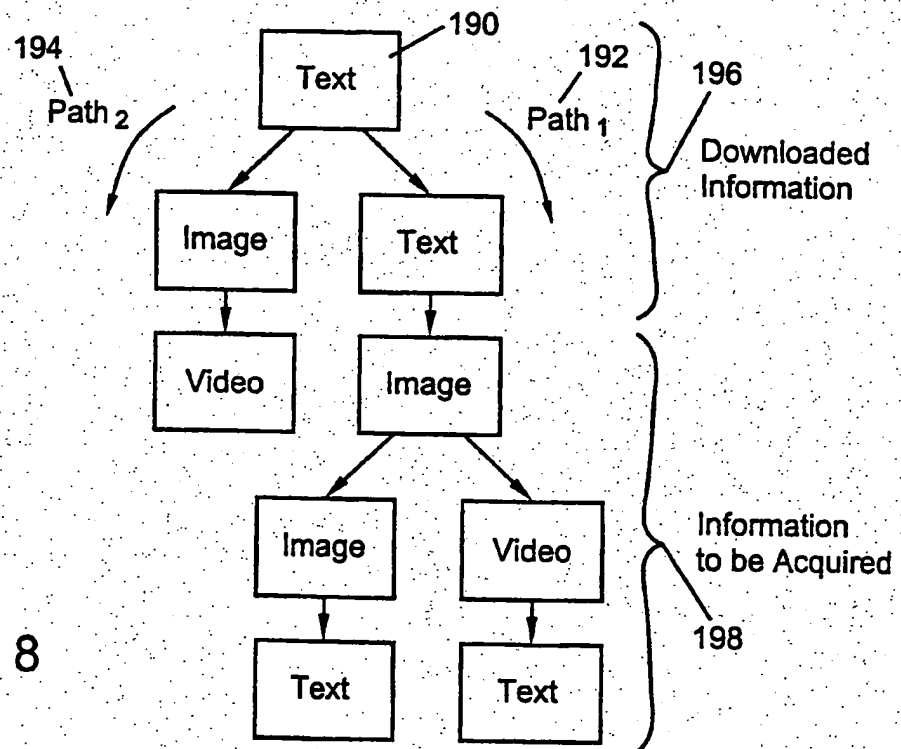 194
190
192
196
Path 2
Text
Path 1
Downloaded
Information
Image
Text
Video
Image
Image
Video
Information
to be Acquired
198
Text
Text
8